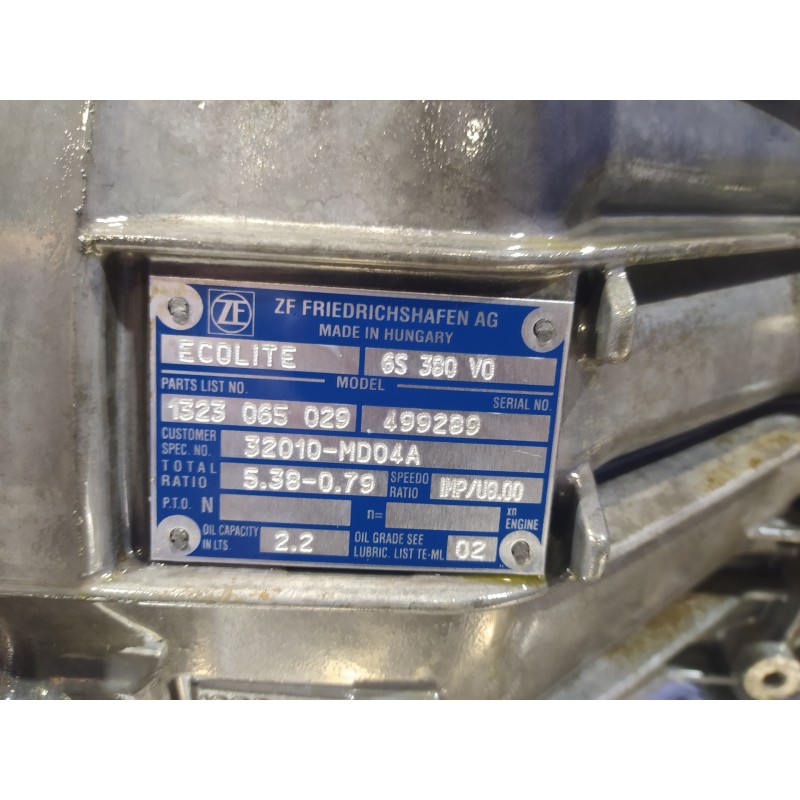 ZF ZF FRIEDRICHSHAFEN AG
MADE IN HUNGARY
ECOLITE 6S 380 VO
PARTS LIST NO. MODEL SERIAL NO.
1323 065 029 499289
CUSTOMER SPEC. NO. 32010-MD04A
TOTAL RATIO 5.38-0.79 SPEEDO RATIO IMP/U8.00
P.T.O. N n= xn ENGINE
OIL CAPACITY IN LTS. 2.2 OIL GRADE SEE LUBRIC. LIST TE-ML 02